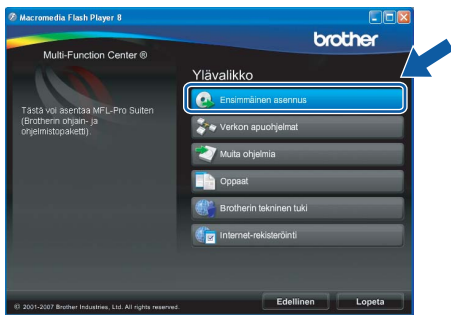 Macromedia Flash Player 8
brother
Multi-Function Center ®
Ylävalikko
Tästä voi asentaa MFL-Pro Suiten
(Brotherin ohjain- ja
ohjelmistopaketti).
Ensimmäinen asennus
Verkon apuohjelmat
Muita ohjelmia
Oppaat
Brotherin tekninen tuki
Internet-rekisteröinti
© 2001-2007 Brother Industries, Ltd. All rights reserved.
Edellinen
Lopeta